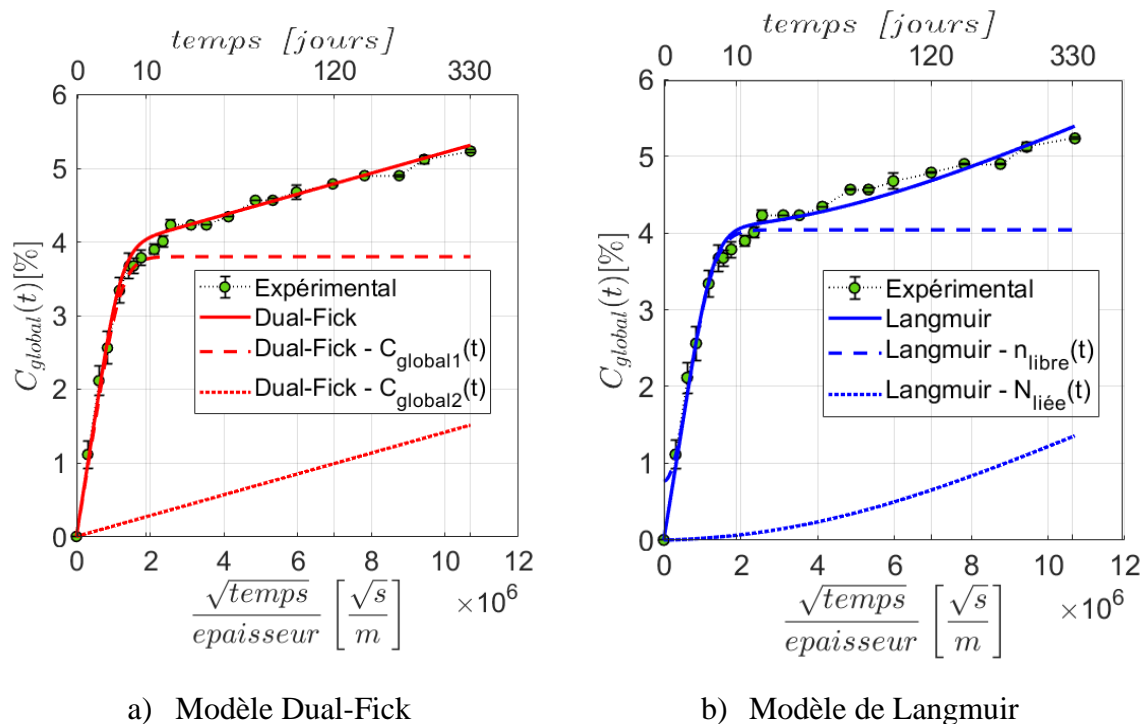 temps [jours]
0 10 120 330
6
5
4
3
2
1
0
C_global(t)[%]
Expérimental
Dual-Fick
Dual-Fick - C_global1(t)
Dual-Fick - C_global2(t)
0 2 4 6 8 10 12
×10^6
√temps / epaisseur [√s / m]
a) Modèle Dual-Fick
temps [jours]
0 10 120 330
6
5
4
3
2
1
0
C_global(t)[%]
Expérimental
Langmuir
Langmuir - n_libre(t)
Langmuir - N_liée(t)
0 2 4 6 8 10 12
×10^6
√temps / epaisseur [√s / m]
b) Modèle de Langmuir